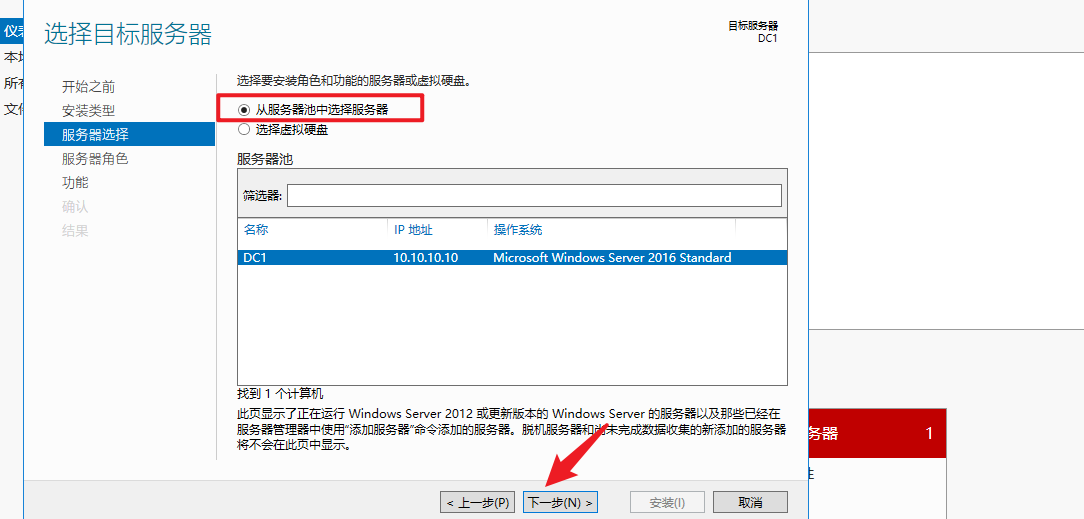 仪表
选择目标服务器
目标服务器
DC1
本地
所有
文件
开始之前
安装类型
服务器选择
服务器角色
功能
确认
结果
选择要安装角色和功能的服务器或虚拟硬盘。
从服务器池中选择服务器
选择虚拟硬盘
服务器池
筛选器:
名称 IP 地址 操作系统
DC1 10.10.10.10 Microsoft Windows Server 2016 Standard
找到 1 个计算机
此页显示了正在运行 Windows Server 2012 或更新版本的 Windows Server 的服务器以及那些已经在
服务器管理器中使用"添加服务器"命令添加的服务器。脱机服务器和尚未完成数据收集的新添加的服务器
将不会在此页中显示。
务器 1
性
< 上一步(P) 下一步(N) > 安装(I) 取消